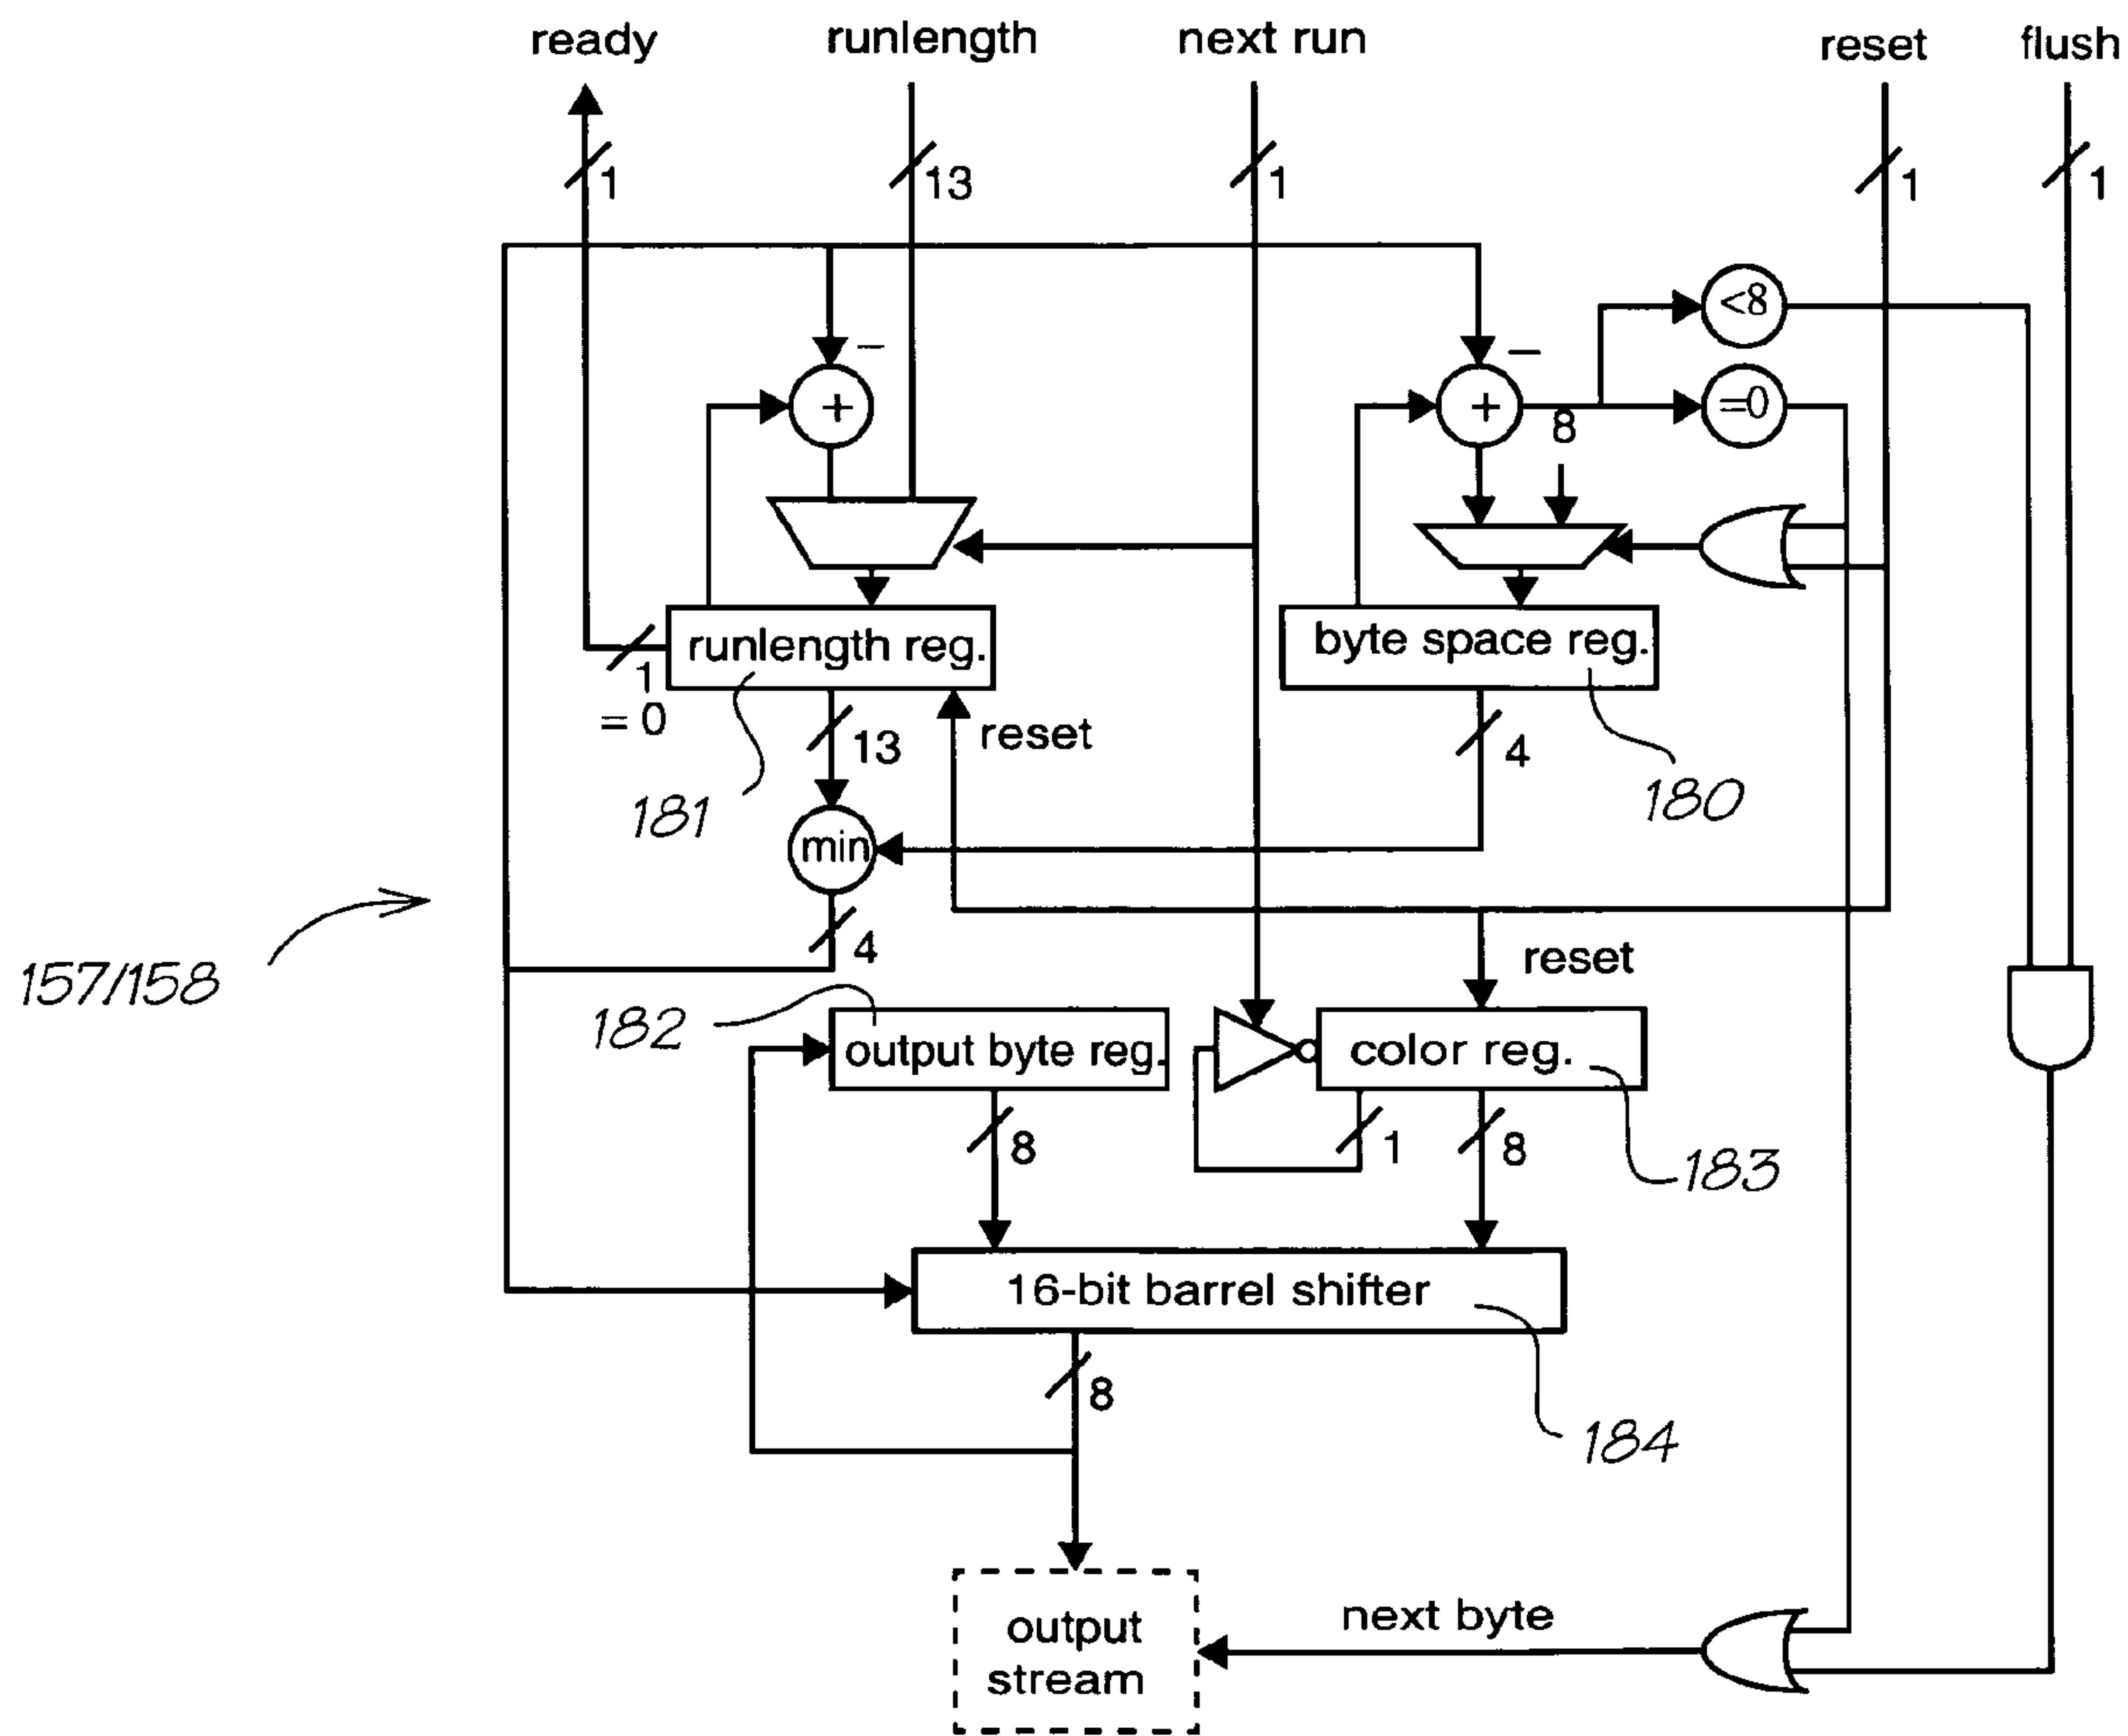 ready
runlength
next run
reset
flush
1
13
1
1
1
<8
–
–
+
+
=0
8
runlength reg.
byte space reg.
1
= 0
13
reset
4
181
180
min
4
reset
157/158
182
output byte reg.
color reg.
8
1
8
183
16-bit barrel shifter
8
184
next byte
output
stream